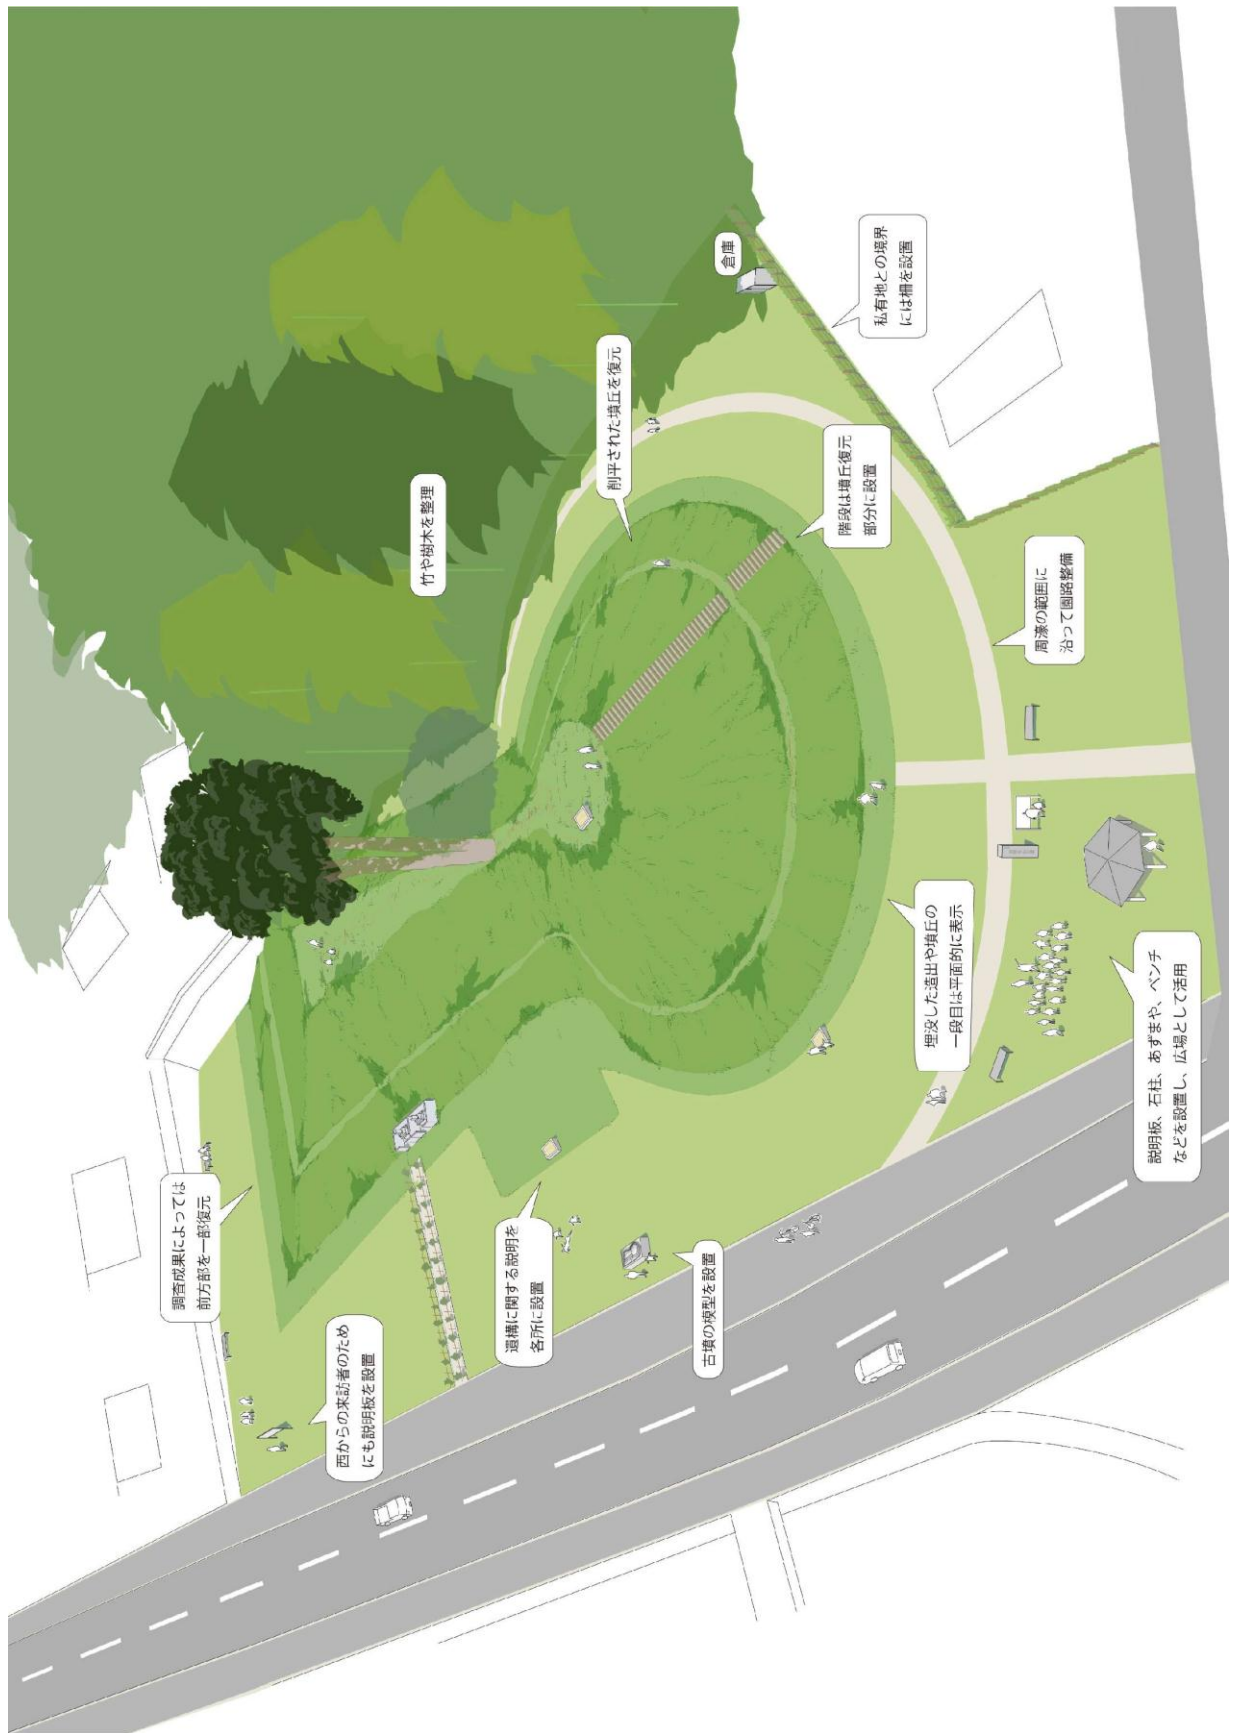 調査成果によっては
前方部を一部復元
西からの来訪者のため
にも説明板を設置
竹や樹木を整理
遺構に関する説明を
各所に設置
削平された墳丘を復元
古墳の模型を設置
倉庫
階段は墳丘復元
部分に設置
私有地との境界
には柵を設置
埋没した造出や墳丘の
一段目は平面的に表示
周濠の範囲に
沿って園路整備
説明板、石柱、あずまや、ベンチ
などを設置し、広場として活用